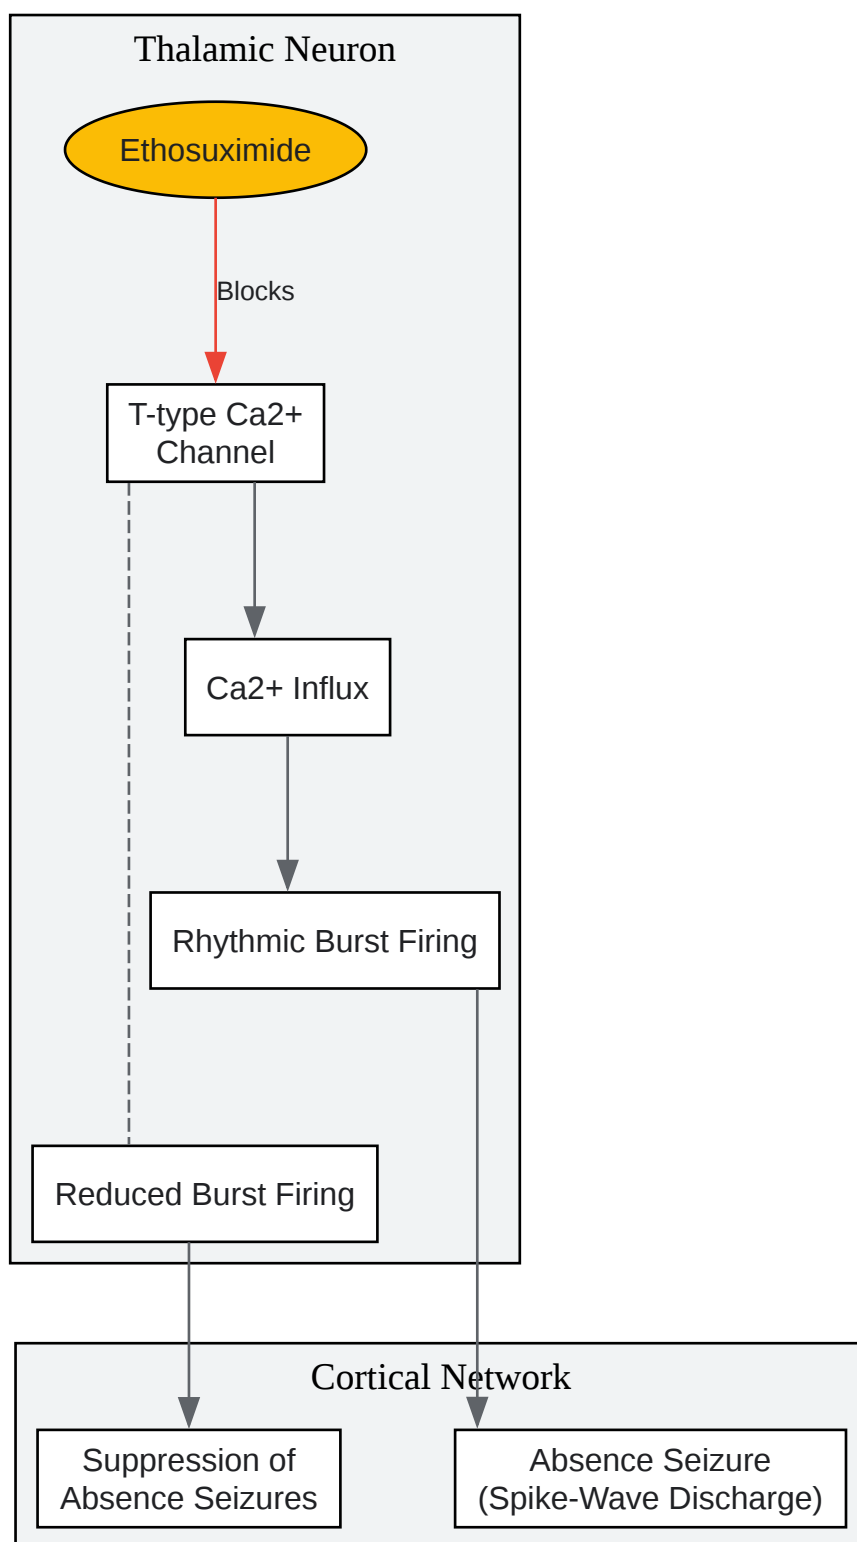 Thalamic Neuron
Ethosuximide
Blocks
T-type Ca2+
Channel
Ca2+ Influx
Rhythmic Burst Firing
Reduced Burst Firing
Cortical Network
Suppression of
Absence Seizures
Absence Seizure
(Spike-Wave Discharge)